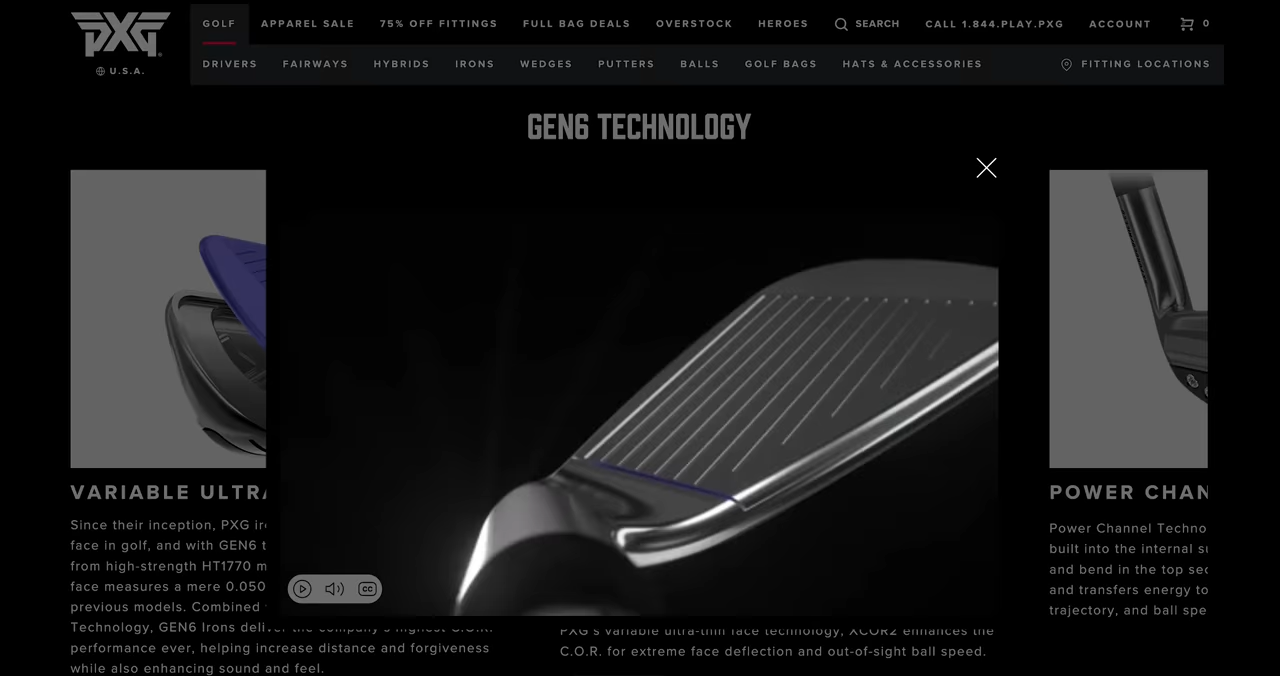 PXG
U.S.A.
GOLF
APPAREL SALE
75% OFF FITTINGS
FULL BAG DEALS
OVERSTOCK
HEROES
SEARCH
CALL 1.844.PLAY.PXG
ACCOUNT
0
DRIVERS
FAIRWAYS
HYBRIDS
IRONS
WEDGES
PUTTERS
BALLS
GOLF BAGS
HATS & ACCESSORIES
FITTING LOCATIONS
GEN6 TECHNOLOGY
VARIABLE ULTRA
Since their inception, PXG ir
face in golf, and with GEN6 t
from high-strength HT1770 m
face measures a mere 0.050
previous models. Combined
Technology, GEN6 Irons deliver the company's highest C.O.R.
performance ever, helping increase distance and forgiveness
while also enhancing sound and feel.
CC
PXG's variable ultra-thin face technology, XCOR2 enhances the
C.O.R. for extreme face deflection and out-of-sight ball speed.
POWER CHAN
Power Channel Techno
built into the internal su
and bend in the top sec
and transfers energy to
trajectory, and ball spe